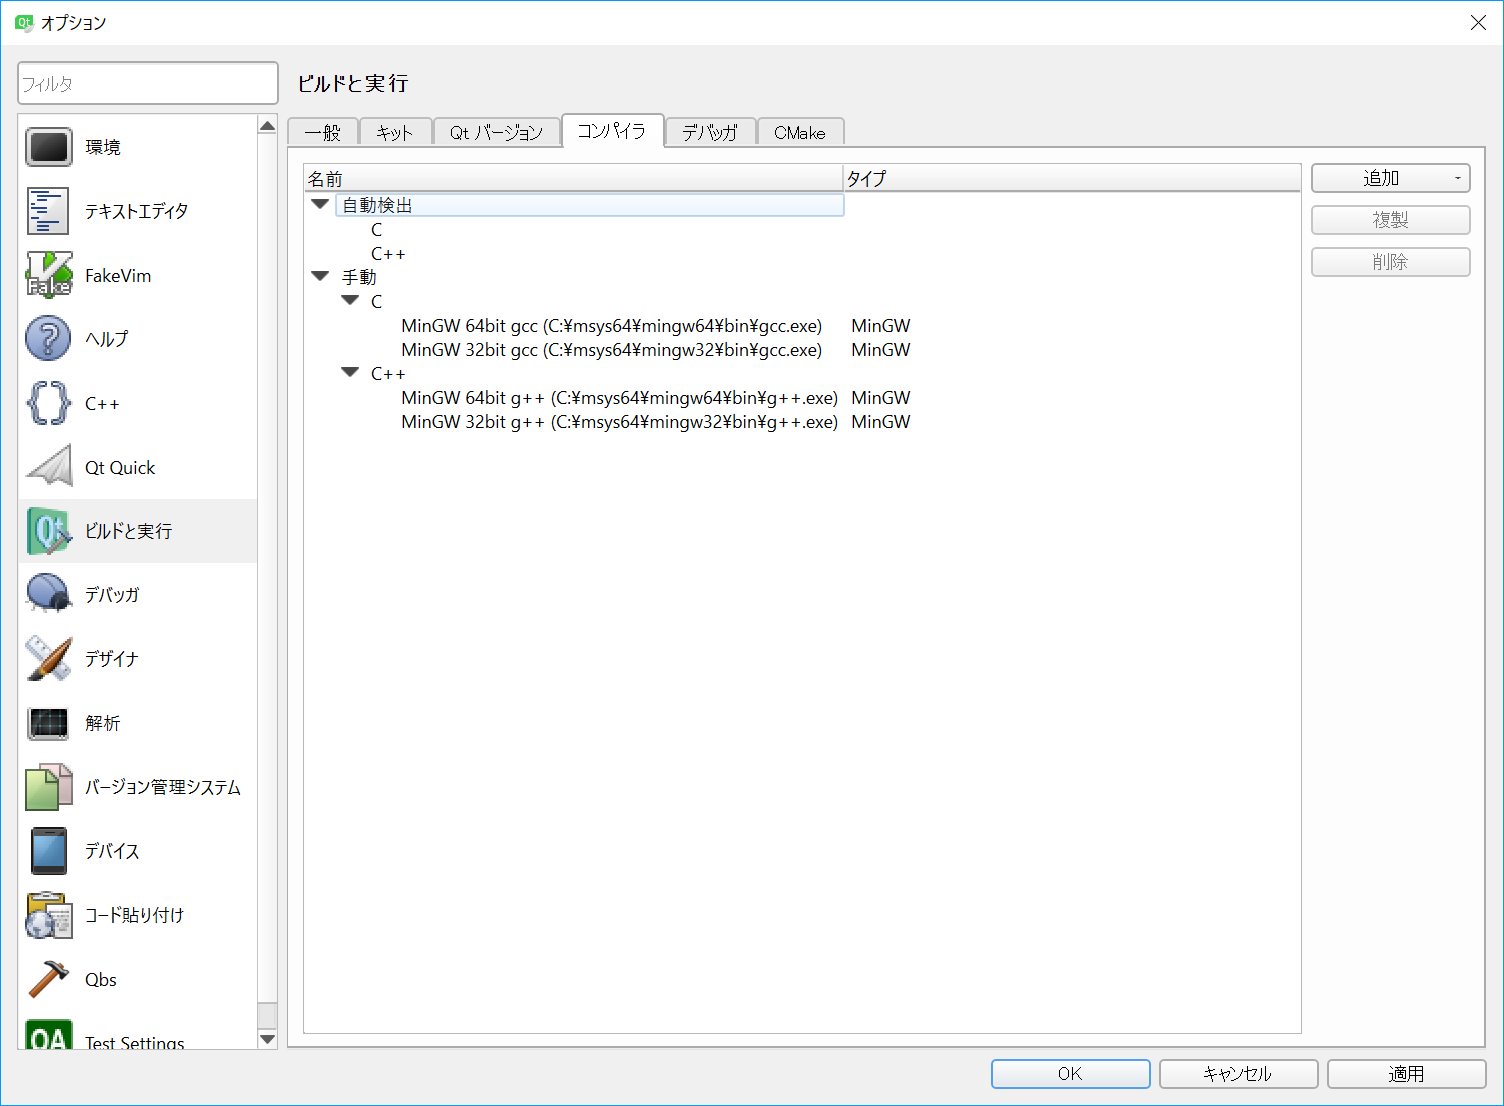 オプション
フィルタ
環境
テキストエディタ
FakeVim
ヘルプ
C++
Qt Quick
ビルドと実行
デバッガ
デザイナ
解析
バージョン管理システム
デバイス
コード貼り付け
Qbs
Test Settings
ビルドと実行
一般 キット Qt バージョン コンパイラ デバッガ CMake
名前 タイプ
自動検出
C
C++
手動
C
MinGW 64bit gcc (C:¥msys64¥mingw64¥bin¥gcc.exe) MinGW
MinGW 32bit gcc (C:¥msys64¥mingw32¥bin¥gcc.exe) MinGW
C++
MinGW 64bit g++ (C:¥msys64¥mingw64¥bin¥g++.exe) MinGW
MinGW 32bit g++ (C:¥msys64¥mingw32¥bin¥g++.exe) MinGW
追加
複製
削除
OK キャンセル 適用